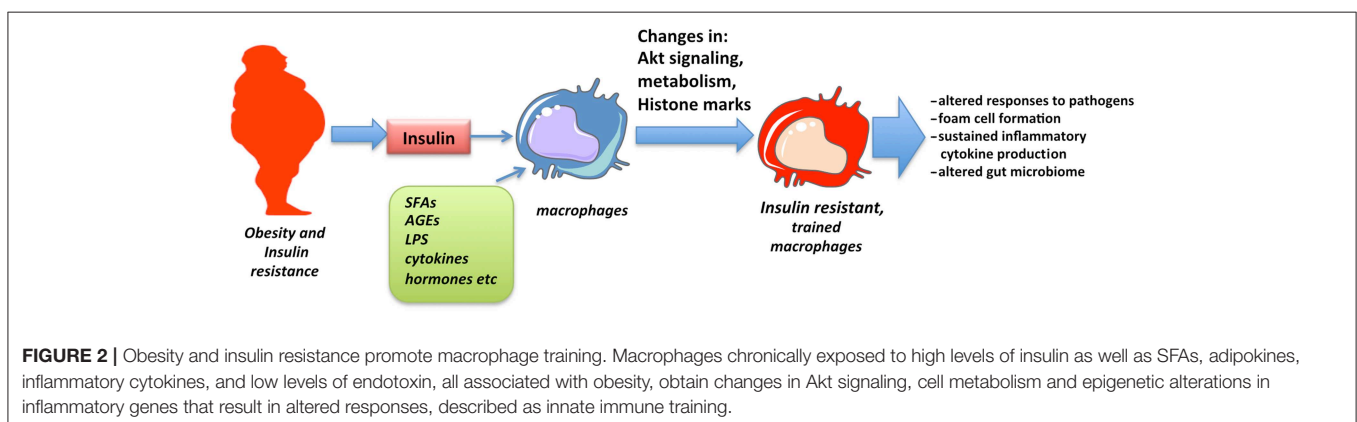 Changes in:
Akt signaling,
metabolism,
Histone marks
Insulin
SFAs
AGEs
LPS
cytokines
hormones etc
Obesity and
Insulin
resistance
macrophages
Insulin resistant,
trained
macrophages
–altered responses to pathogens
–foam cell formation
–sustained inflammatory
cytokine production
–altered gut microbiome
FIGURE 2 | Obesity and insulin resistance promote macrophage training. Macrophages chronically exposed to high levels of insulin as well as SFAs, adipokines,
inflammatory cytokines, and low levels of endotoxin, all associated with obesity, obtain changes in Akt signaling, cell metabolism and epigenetic alterations in
inflammatory genes that result in altered responses, described as innate immune training.